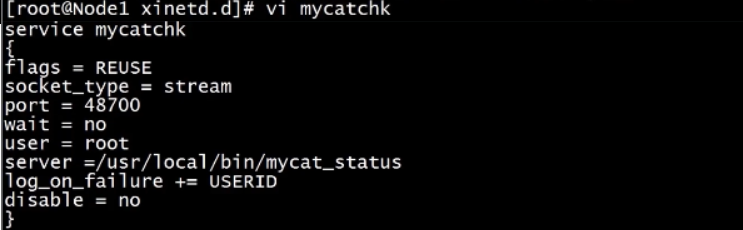 [root@Node1 xinetd.d]# vi mycatchk
service mycatchk
{
flags = REUSE
socket_type = stream
port = 48700
wait = no
user = root
server =/usr/local/bin/mycat_status
log_on_failure += USERID
disable = no
}